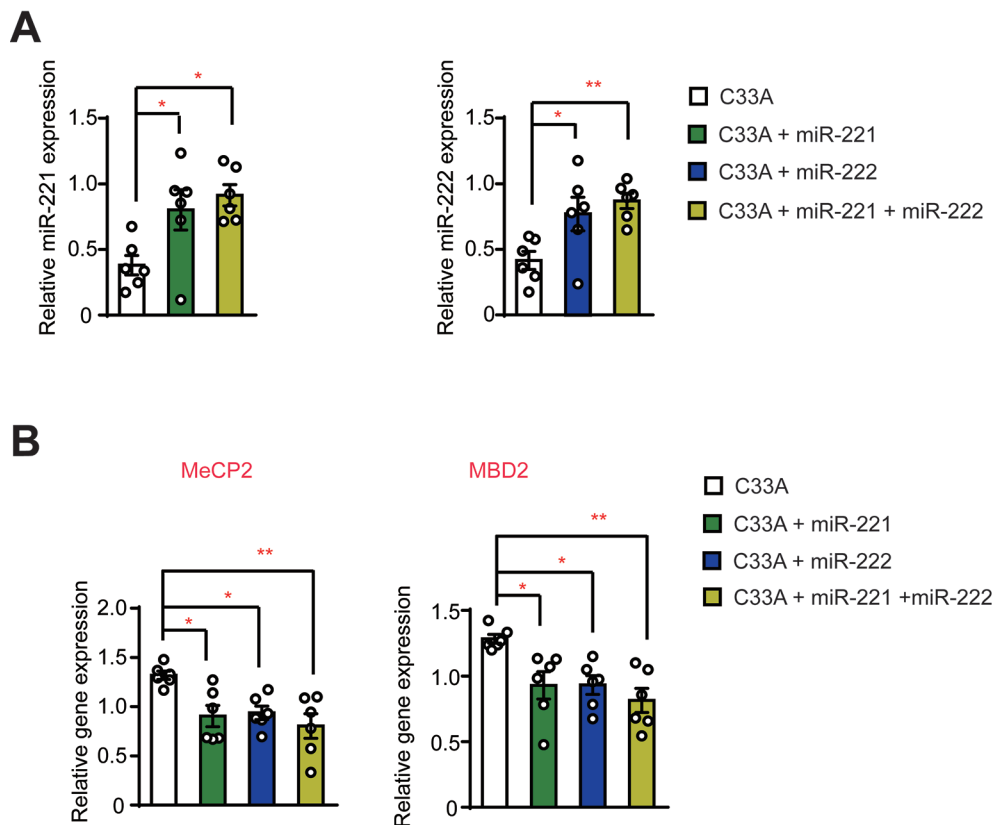 A
Relative miR-221 expression
1.5
1.0
0.5
0
*
*
Relative miR-222 expression
1.5
1.0
0.5
0
*
**
C33A
C33A + miR-221
C33A + miR-222
C33A + miR-221 + miR-222
B
MeCP2
Relative gene expression
2.0
1.5
1.0
0.5
0
*
*
**
MBD2
Relative gene expression
1.5
1.0
0.5
0
*
*
**
C33A
C33A + miR-221
C33A + miR-222
C33A + miR-221 +miR-222